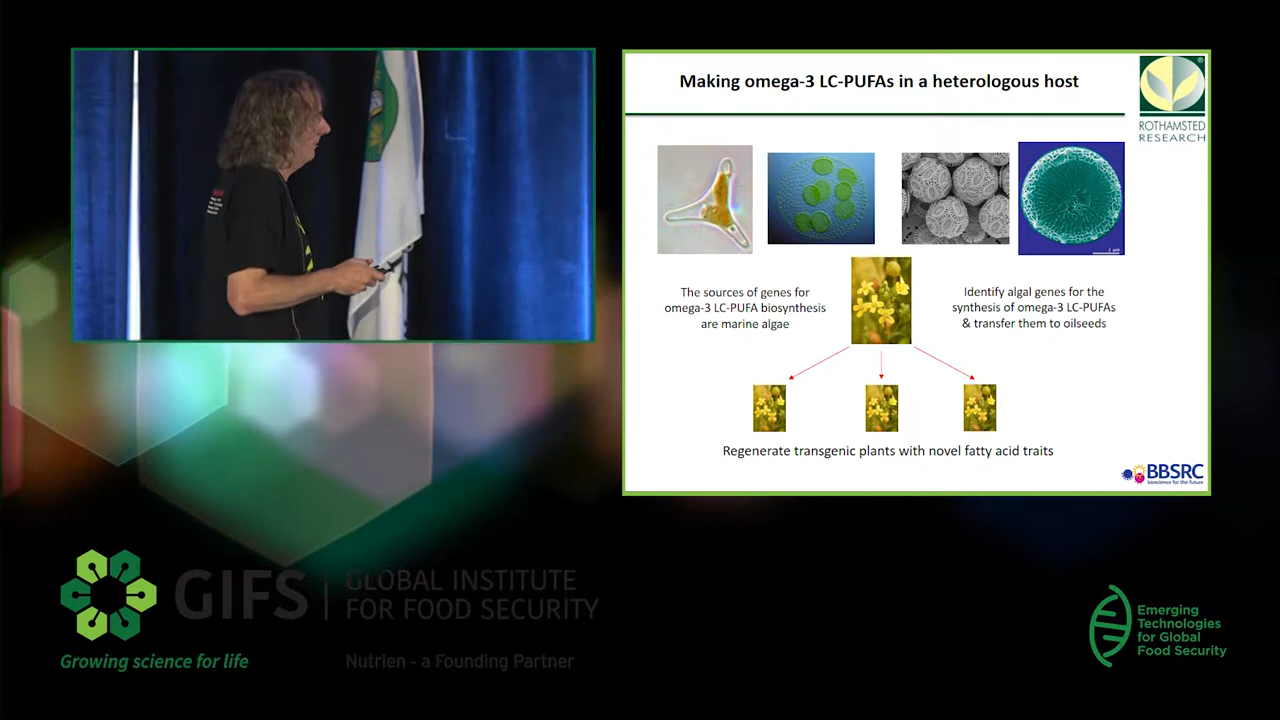 Making omega-3 LC-PUFAs in a heterologous host
ROTHAMSTED
RESEARCH
The sources of genes for
omega-3 LC-PUFA biosynthesis
are marine algae
Identify algal genes for the
synthesis of omega-3 LC-PUFAs
& transfer them to oilseeds
Regenerate transgenic plants with novel fatty acid traits
BBSRC
bioscience for the future
GIFS
GLOBAL INSTITUTE
FOR FOOD SECURITY
Growing science for life
Nutrien - a Founding Partner
Emerging
Technologies
for Global
Food Security